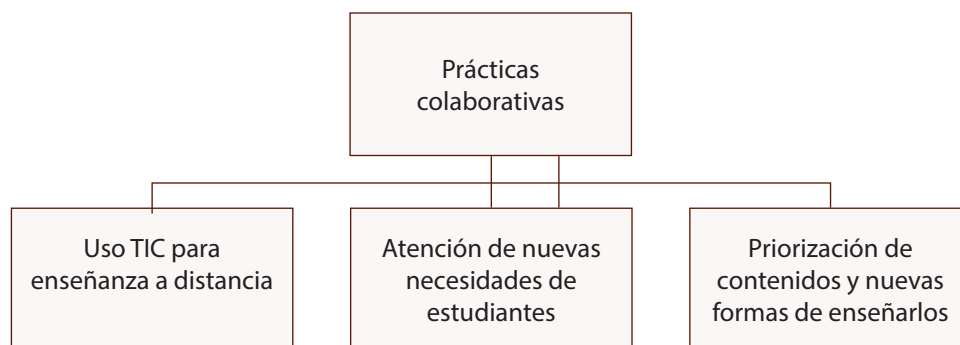 Prácticas
colaborativas
Uso TIC para
enseñanza a distancia
Atención de nuevas
necesidades de
estudiantes
Priorización de
contenidos y nuevas
formas de enseñarlos